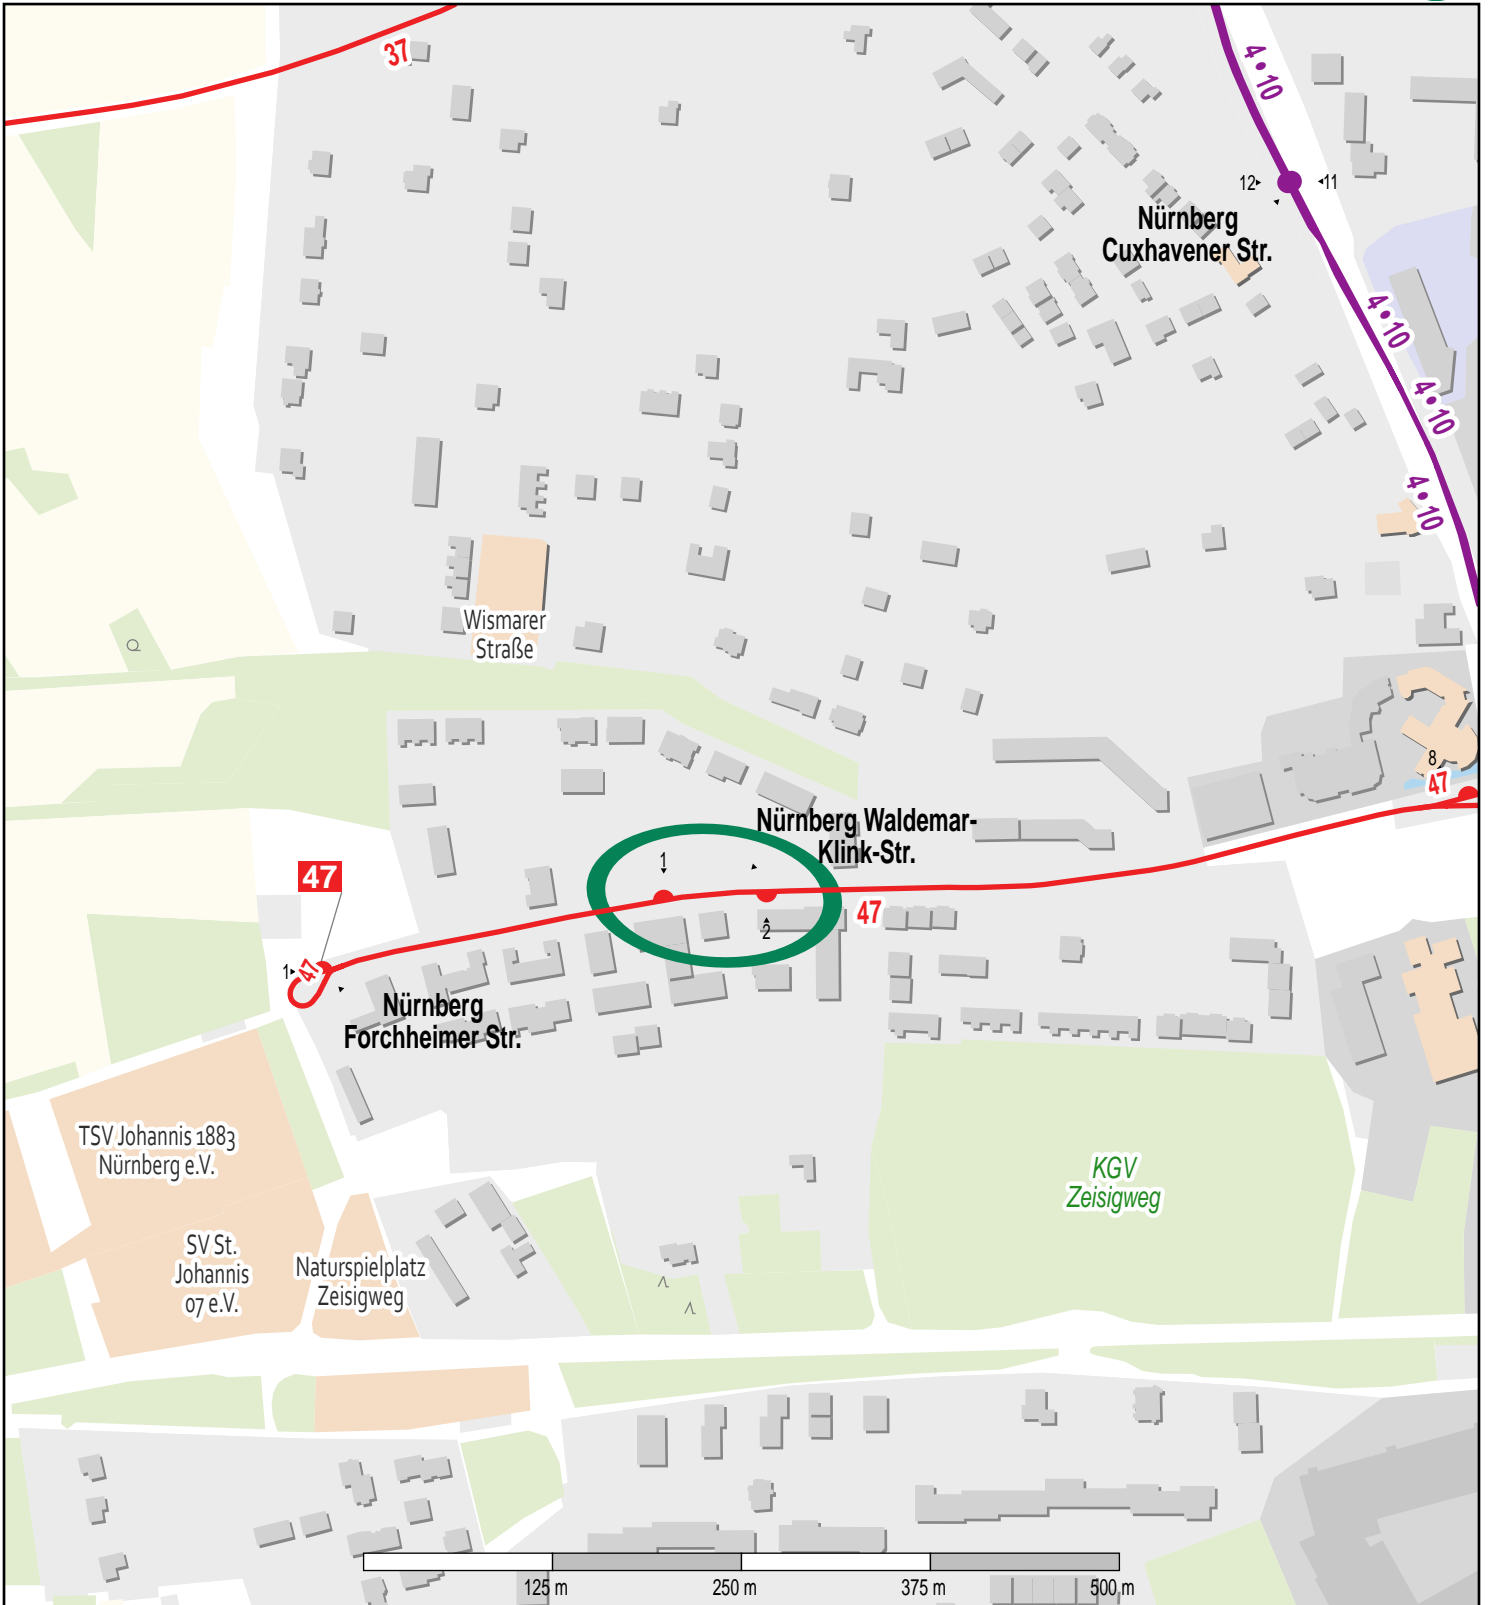 37
4•10
12
11
Nürnberg
Cuxhavener Str.
4•10
4•10
4•10
Wismarer
Straße
8
47
Nürnberg Waldemar-
Klink-Str.
1
47
2
47
1
47
Nürnberg
Forchheimer Str.
TSV Johannis 1883
Nürnberg e.V.
KGV
Zeisigweg
SV St.
Johannis
07 e.V.
Naturspielplatz
Zeisigweg
125 m
250 m
375 m
500 m